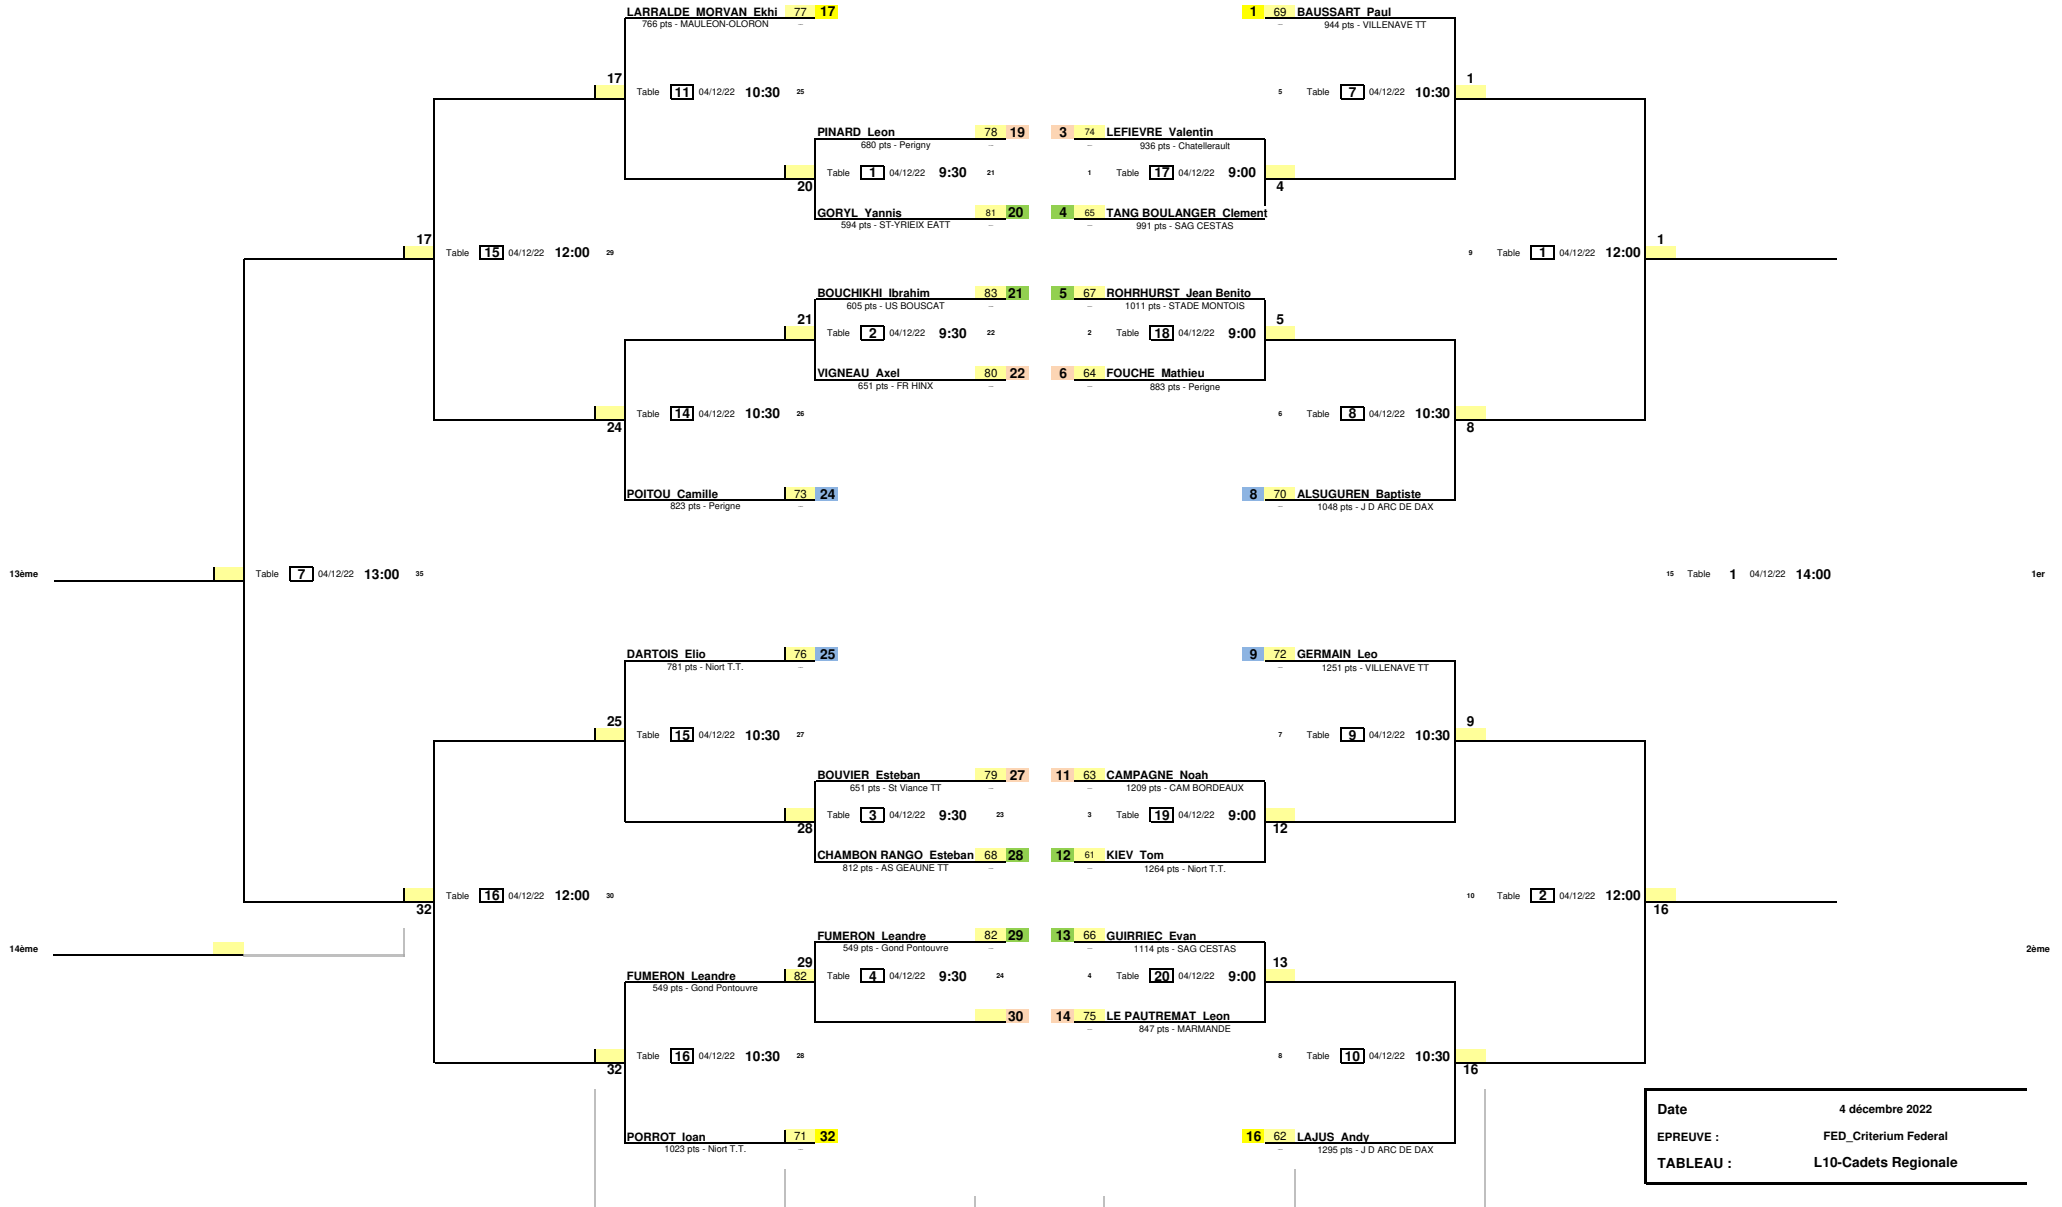 LARRALDE MORVAN Ekhi 77 17
766 pts - MAULEON-OLORON –
1 69 BAUSSART Paul
– 944 pts - VILLENAVE TT
17
Table 11 04/12/22 10:30 25
1
5 Table 7 04/12/22 10:30
PINARD Leon 78 19
680 pts - Perigny –
3 74 LEFIEVRE Valentin
– 936 pts - Chatellerault
Table 1 04/12/22 9:30 21
20
1 Table 17 04/12/22 9:00
4
GORYL Yannis 81 20
594 pts - ST-YRIEIX EATT –
4 65 TANG BOULANGER Clement
– 991 pts - SAG CESTAS
17
Table 15 04/12/22 12:00 29
1
9 Table 1 04/12/22 12:00
BOUCHIKHI Ibrahim 83 21
605 pts - US BOUSCAT –
5 67 ROHRHURST Jean Benito
– 1011 pts - STADE MONTOIS
21
Table 2 04/12/22 9:30 22
5
2 Table 18 04/12/22 9:00
VIGNEAU Axel 80 22
651 pts - FR HINX –
6 64 FOUCHE Mathieu
– 883 pts - Perigne
Table 14 04/12/22 10:30 26
24
6 Table 8 04/12/22 10:30
8
POITOU Camille 73 24
823 pts - Perigne –
8 70 ALSUGUREN Baptiste
– 1048 pts - J D ARC DE DAX
13ème
Table 7 04/12/22 13:00 35
15 Table 1 04/12/22 14:00
1er
DARTOIS Elio 76 25
781 pts - Niort T.T. –
9 72 GERMAIN Leo
– 1251 pts - VILLENAVE TT
25
Table 15 04/12/22 10:30 27
9
7 Table 9 04/12/22 10:30
BOUVIER Esteban 79 27
651 pts - St Viance TT –
11 63 CAMPAGNE Noah
– 1209 pts - CAM BORDEAUX
Table 3 04/12/22 9:30 23
28
3 Table 19 04/12/22 9:00
12
CHAMBON RANGO Esteban 68 28
812 pts - AS GEAUNE TT –
12 61 KIEV Tom
– 1264 pts - Niort T.T.
Table 16 04/12/22 12:00 30
32
10 Table 2 04/12/22 12:00
16
FUMERON Leandre 82 29
549 pts - Gond Pontouvre –
13 66 GUIRRIEC Evan
– 1114 pts - SAG CESTAS
14ème
2ème
29
FUMERON Leandre 82
549 pts - Gond Pontouvre
Table 4 04/12/22 9:30 24
13
4 Table 20 04/12/22 9:00
30
14 75 LE PAUTREMAT Leon
– 847 pts - MARMANDE
Table 16 04/12/22 10:30 28
32
8 Table 10 04/12/22 10:30
16
PORROT Ioan 71 32
1023 pts - Niort T.T. –
16 62 LAJUS Andy
– 1295 pts - J D ARC DE DAX
Date 4 décembre 2022
EPREUVE : FED_Criterium Federal
TABLEAU : L10-Cadets Regionale